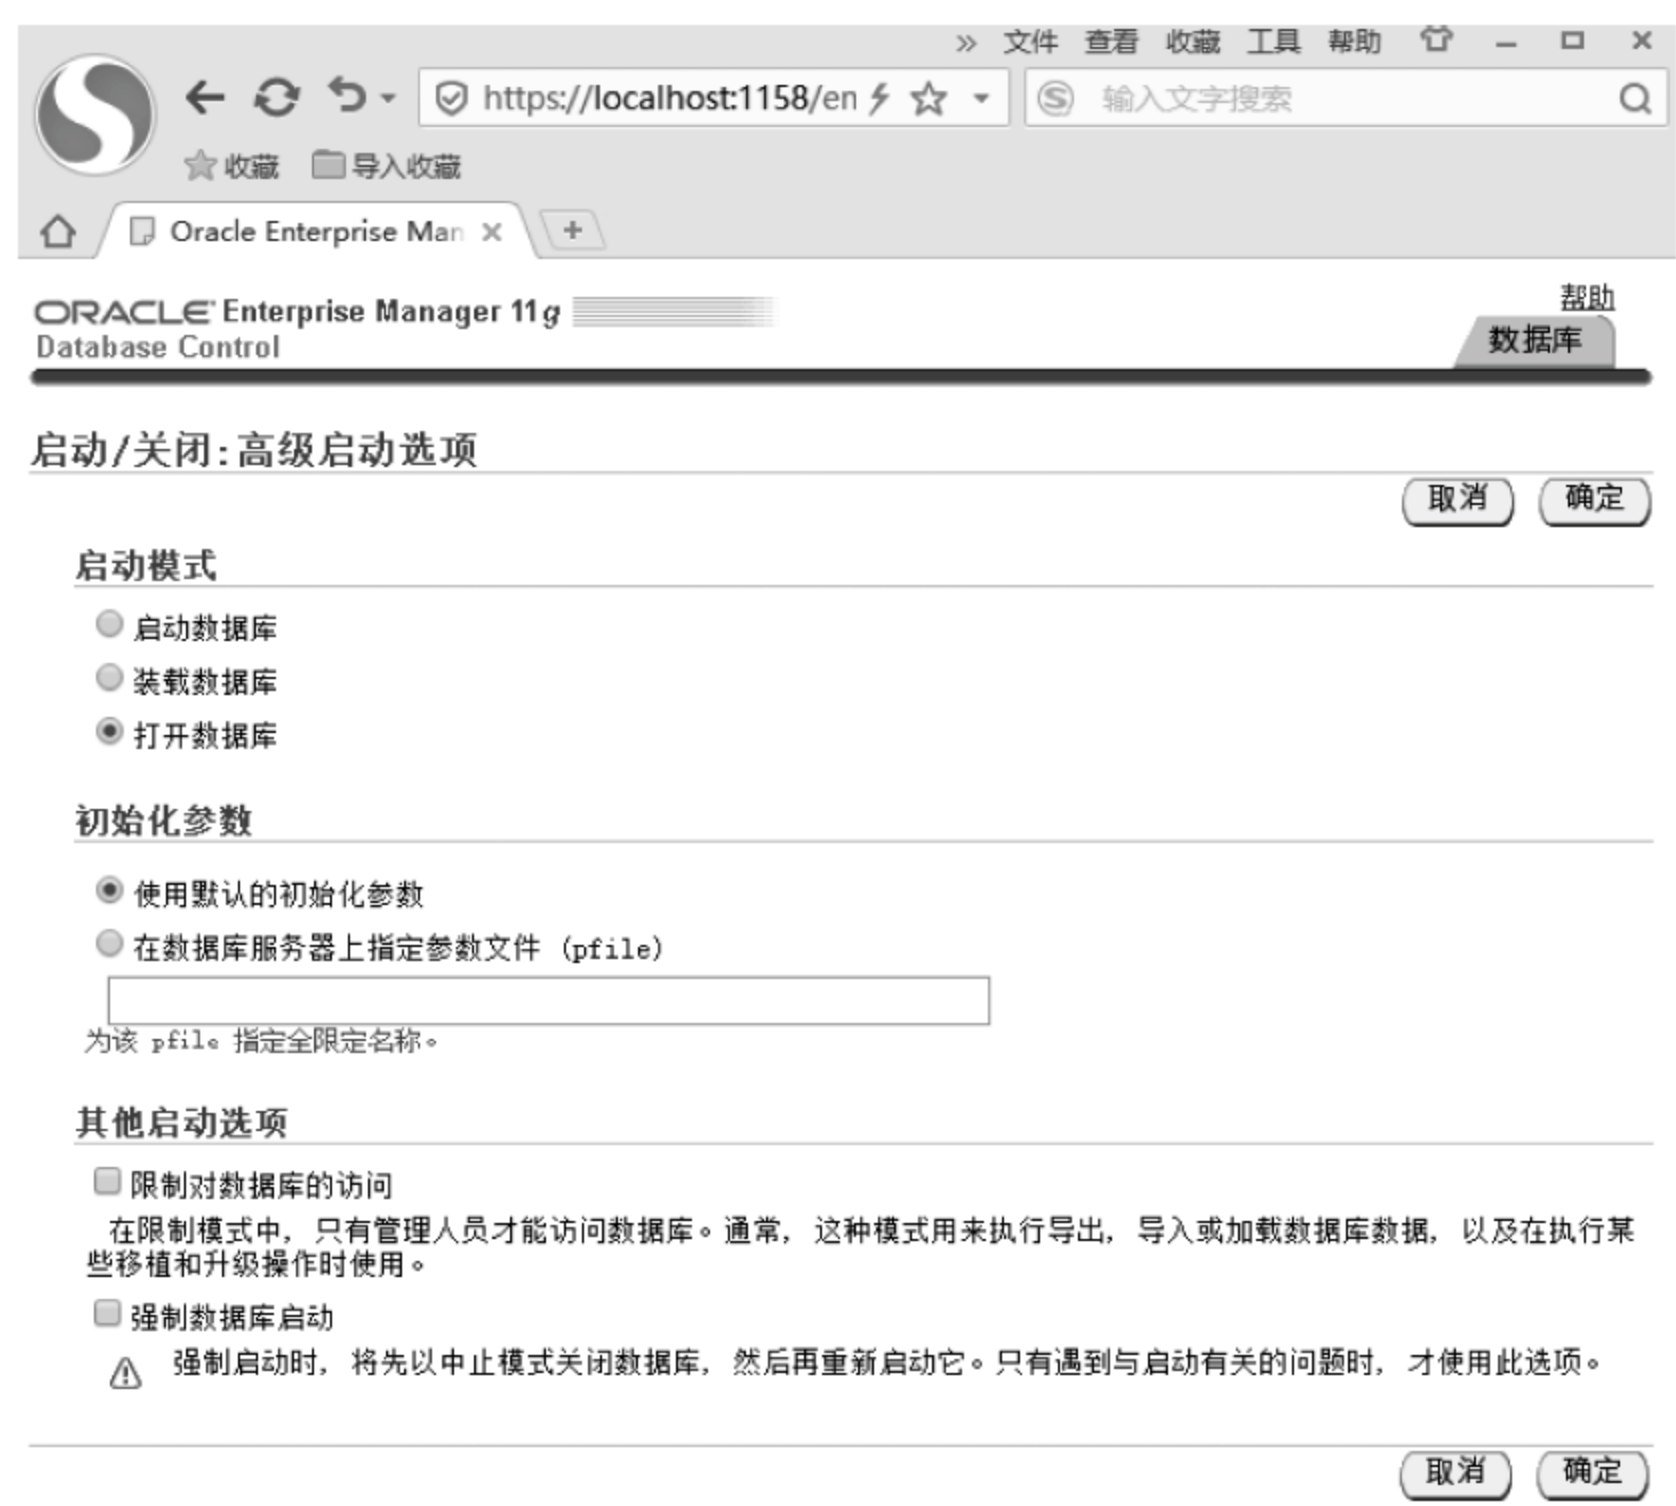 » 文件 查看 收藏 工具 帮助
https://localhost:1158/en
输入文字搜索
收藏 导入收藏
Oracle Enterprise Man
ORACLE Enterprise Manager 11g
Database Control
帮助
数据库
启动/关闭:高级启动选项
取消 确定
启动模式
启动数据库
装载数据库
打开数据库
初始化参数
使用默认的初始化参数
在数据库服务器上指定参数文件 (pfile)
为该 pfile 指定全限定名称。
其他启动选项
限制对数据库的访问
在限制模式中, 只有管理人员才能访问数据库。通常, 这种模式用来执行导出, 导入或加载数据库数据, 以及在执行某
些移植和升级操作时使用。
强制数据库启动
强制启动时, 将先以中止模式关闭数据库, 然后再重新启动它。只有遇到与启动有关的问题时, 才使用此选项。
取消 确定